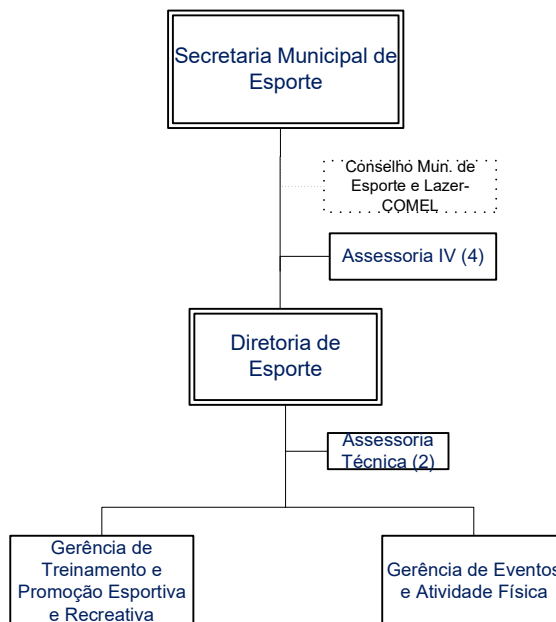 Secretaria Municipal de
Esporte
Conselho Mun. de
Esporte e Lazer-
COMEL
Assessoria IV (4)
Diretoria de
Esporte
Assessoria
Técnica (2)
Gerência de
Treinamento e
Promoção Esportiva
e Recreativa
Gerência de Eventos
e Atividade Física